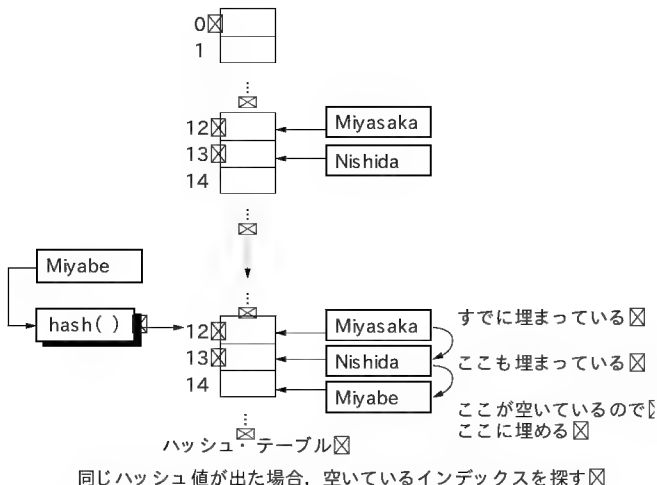 0
1
⋮
12 Miyasaka
13 Nishida
14
⋮
Miyabe
⋮
hash( )
12 Miyasaka すでに埋まっている
13 Nishida ここも埋まっている
14 Miyabe
ここが空いているので
ここに埋める
⋮
ハッシュ・テーブル
同じハッシュ値が出た場合，空いているインデックスを探す